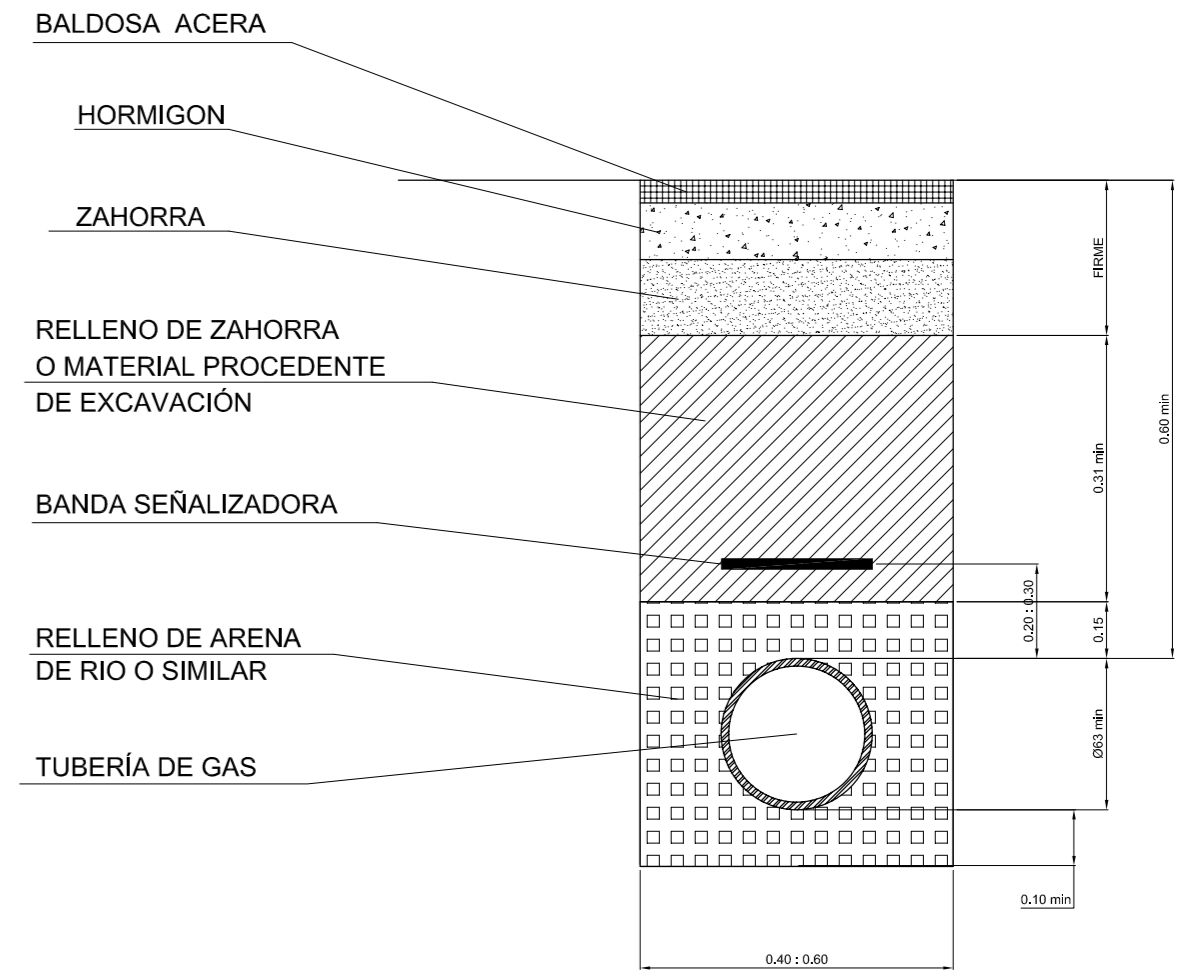 BALDOSA ACERA
HORMIGON
ZAHORRA
RELLENO DE ZAHORRA
O MATERIAL PROCEDENTE
DE EXCAVACIÓN
BANDA SEÑALIZADORA
RELLENO DE ARENA
DE RIO O SIMILAR
TUBERÍA DE GAS
FIRME
0.60 min
0.31 min
0.20 : 0.30
0.15
Ø63 min
0.10 min
0.40 : 0.60